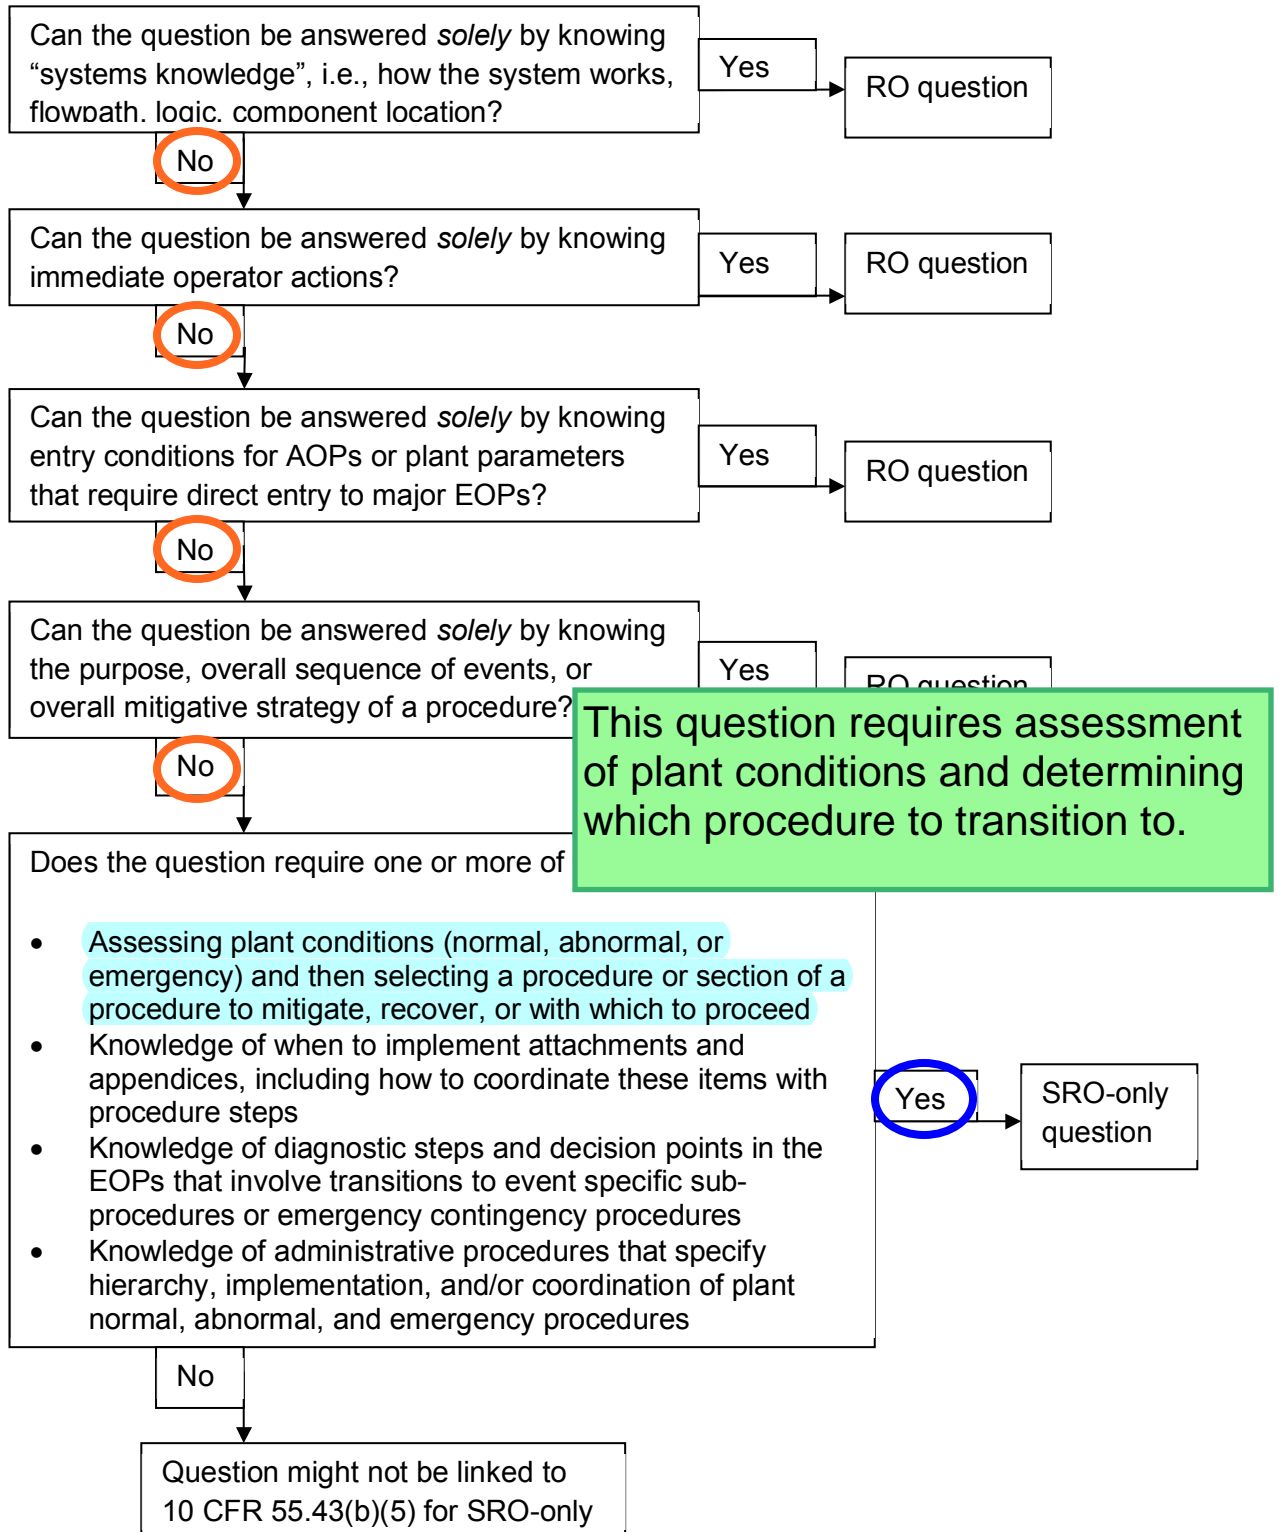 Can the question be answered solely by knowing
“systems knowledge”, i.e., how the system works,
flowpath, logic, component location?
Yes
RO question
No
Can the question be answered solely by knowing
immediate operator actions?
Yes
RO question
No
Can the question be answered solely by knowing
entry conditions for AOPs or plant parameters
that require direct entry to major EOPs?
Yes
RO question
No
Can the question be answered solely by knowing
the purpose, overall sequence of events, or
overall mitigative strategy of a procedure?
Yes
RO question
This question requires assessment
of plant conditions and determining
which procedure to transition to.
No
Does the question require one or more of
• Assessing plant conditions (normal, abnormal, or
emergency) and then selecting a procedure or section of a
procedure to mitigate, recover, or with which to proceed
• Knowledge of when to implement attachments and
appendices, including how to coordinate these items with
procedure steps
• Knowledge of diagnostic steps and decision points in the
EOPs that involve transitions to event specific sub-
procedures or emergency contingency procedures
• Knowledge of administrative procedures that specify
hierarchy, implementation, and/or coordination of plant
normal, abnormal, and emergency procedures
Yes
SRO-only
question
No
Question might not be linked to
10 CFR 55.43(b)(5) for SRO-only